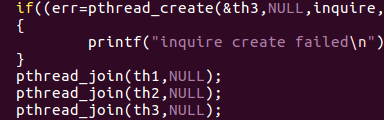 if((err=pthread_create(&th3,NULL,inquire,
{
printf("inquire create failed\n")
}
pthread_join(th1,NULL);
pthread_join(th2,NULL);
pthread_join(th3,NULL);